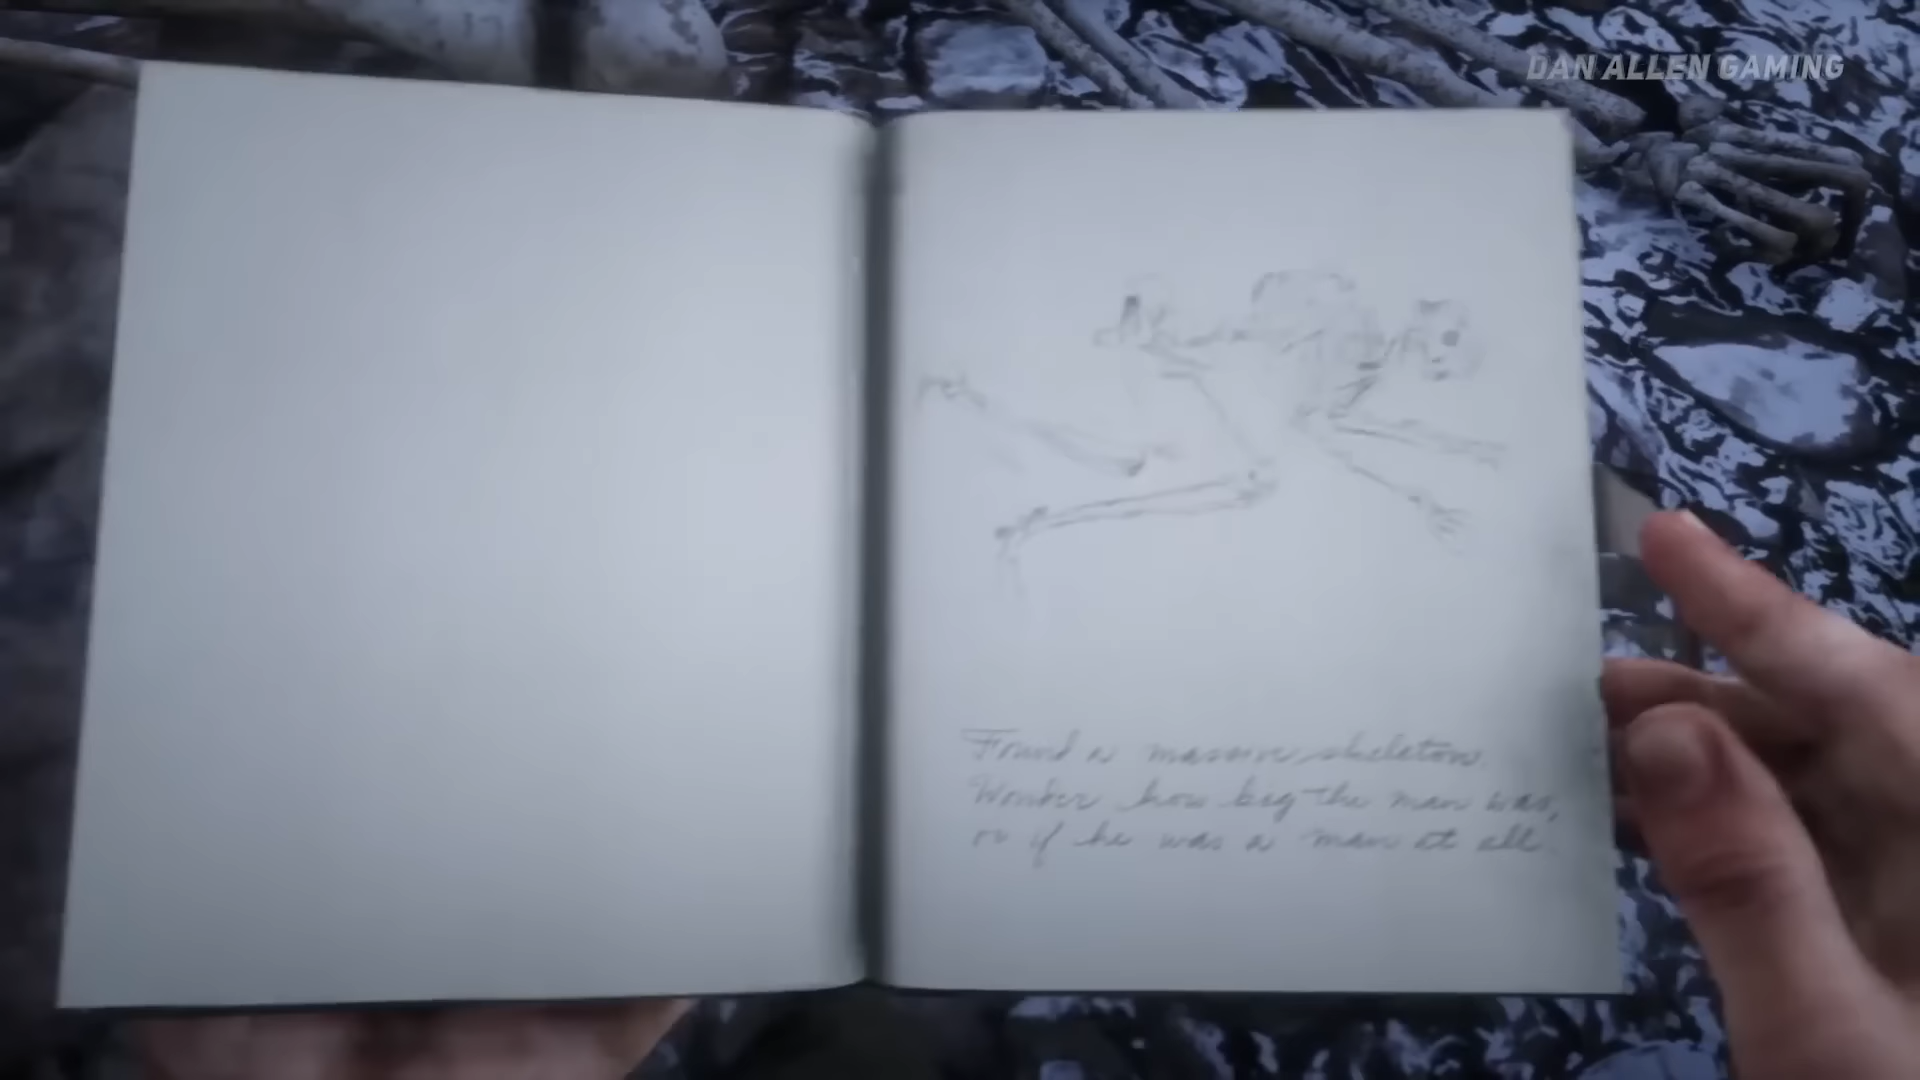 DAN ALLEN GAMING
Found a massive skeleton.
Wonder how big the man was,
or if he was a man at all.